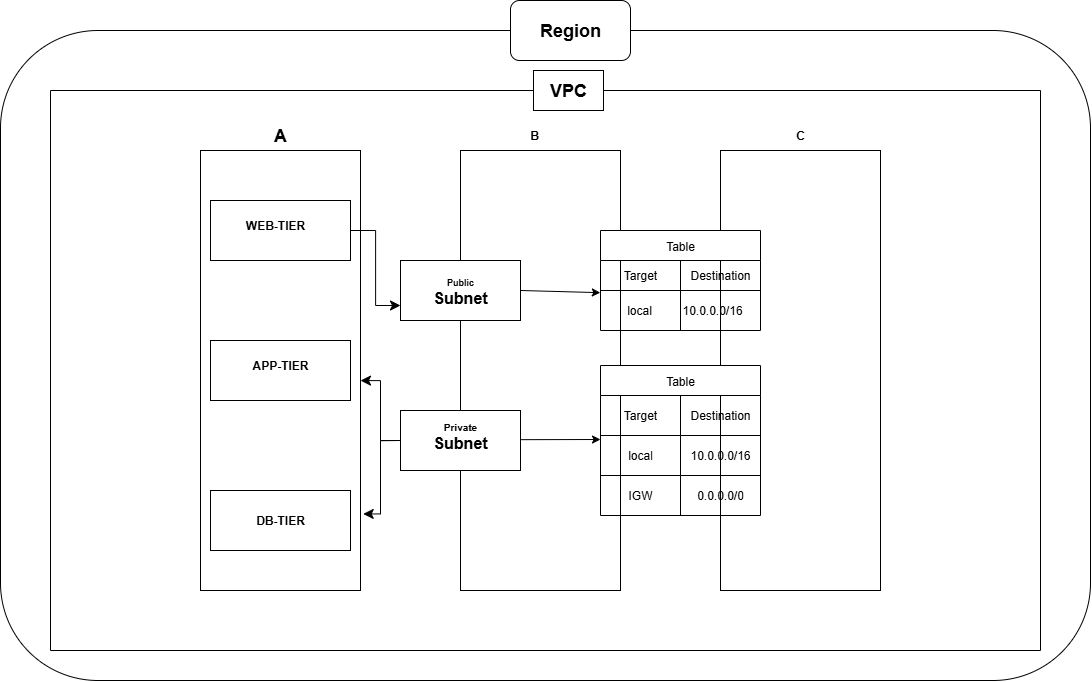 Region
VPC
A
B
C
WEB-TIER
Public
Subnet
Table
Target Destination
local 10.0.0.0/16
APP-TIER
Private
Subnet
Table
Target Destination
local 10.0.0.0/16
IGW 0.0.0.0/0
DB-TIER